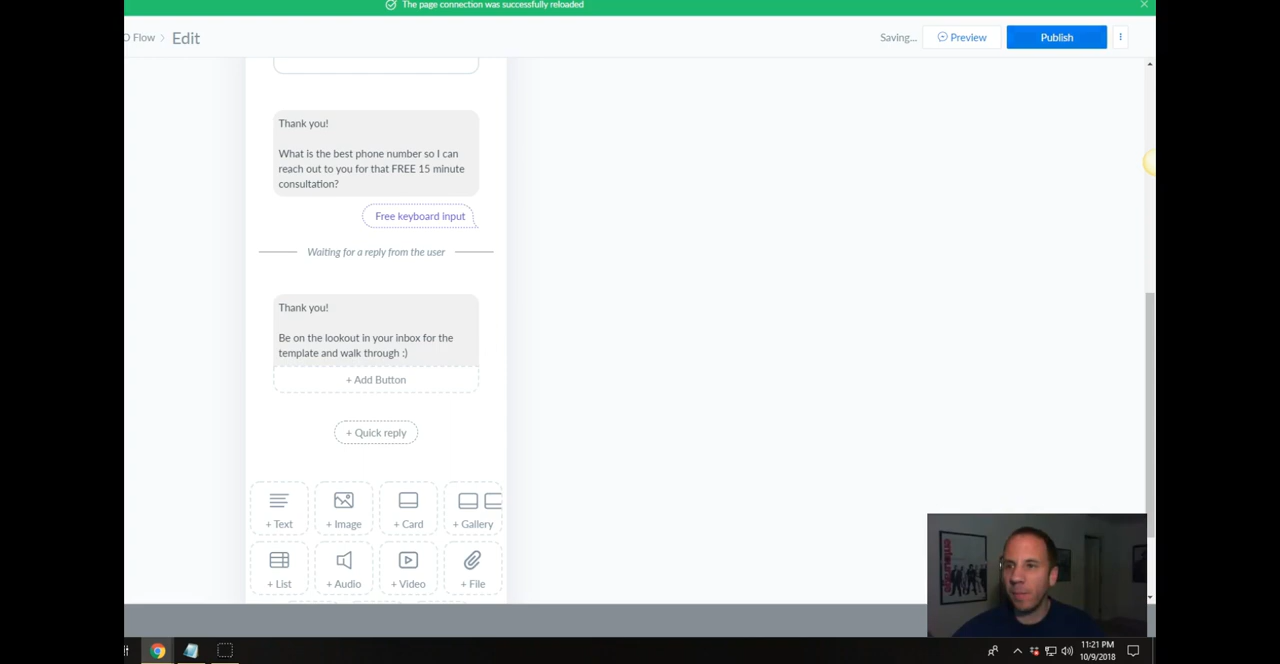 The page connection was successfully reloaded
Flow > Edit
Saving...
Preview
Publish
Thank you!
What is the best phone number so I can
reach out to you for that FREE 15 minute
consultation?
Free keyboard input
Waiting for a reply from the user
Thank you!
Be on the lookout in your inbox for the
template and walk through :)
+ Add Button
+ Quick reply
+ Text
+ Image
+ Card
+ Gallery
+ List
+ Audio
+ Video
+ File
11:21 PM
10/9/2018